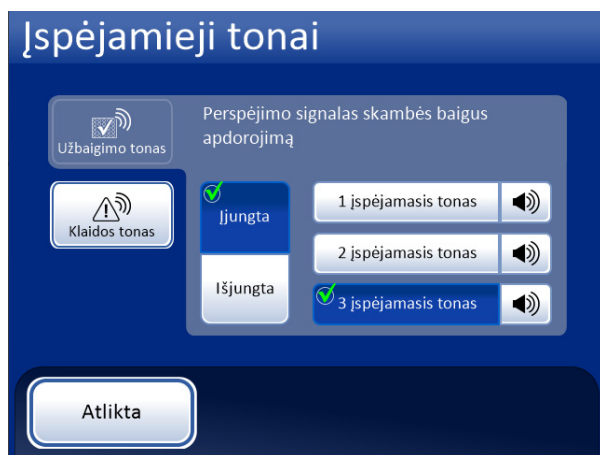 Įspėjamieji tonai
Užbaigimo tonas
Klaidos tonas
Perspėjimo signalas skambės baigus
apdorojimą
Įjungta
Išjungta
1 įspėjamasis tonas
2 įspėjamasis tonas
3 įspėjamasis tonas
Atlikta